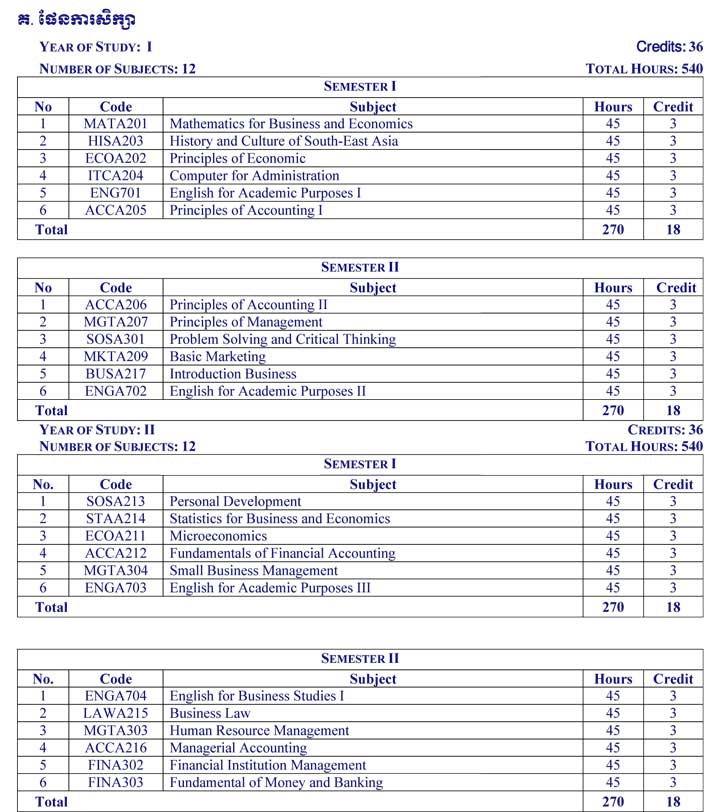 គ. ផែនការសិក្សា
YEAR OF STUDY: I Credits: 36
NUMBER OF SUBJECTS: 12 TOTAL HOURS: 540
SEMESTER I
No Code Subject Hours Credit
1 MATA201 Mathematics for Business and Economics 45 3
2 HISA203 History and Culture of South-East Asia 45 3
3 ECOA202 Principles of Economic 45 3
4 ITCA204 Computer for Administration 45 3
5 ENG701 English for Academic Purposes I 45 3
6 ACCA205 Principles of Accounting I 45 3
Total 270 18
SEMESTER II
No Code Subject Hours Credit
1 ACCA206 Principles of Accounting II 45 3
2 MGTA207 Principles of Management 45 3
3 SOSA301 Problem Solving and Critical Thinking 45 3
4 MKTA209 Basic Marketing 45 3
5 BUSA217 Introduction Business 45 3
6 ENGA702 English for Academic Purposes II 45 3
Total 270 18
YEAR OF STUDY: II CREDITS: 36
NUMBER OF SUBJECTS: 12 TOTAL HOURS: 540
SEMESTER I
No. Code Subject Hours Credit
1 SOSA213 Personal Development 45 3
2 STAA214 Statistics for Business and Economics 45 3
3 ECOA211 Microeconomics 45 3
4 ACCA212 Fundamentals of Financial Accounting 45 3
5 MGTA304 Small Business Management 45 3
6 ENGA703 English for Academic Purposes III 45 3
Total 270 18
SEMESTER II
No. Code Subject Hours Credit
1 ENGA704 English for Business Studies I 45 3
2 LAWA215 Business Law 45 3
3 MGTA303 Human Resource Management 45 3
4 ACCA216 Managerial Accounting 45 3
5 FINA302 Financial Institution Management 45 3
6 FINA303 Fundamental of Money and Banking 45 3
Total 270 18